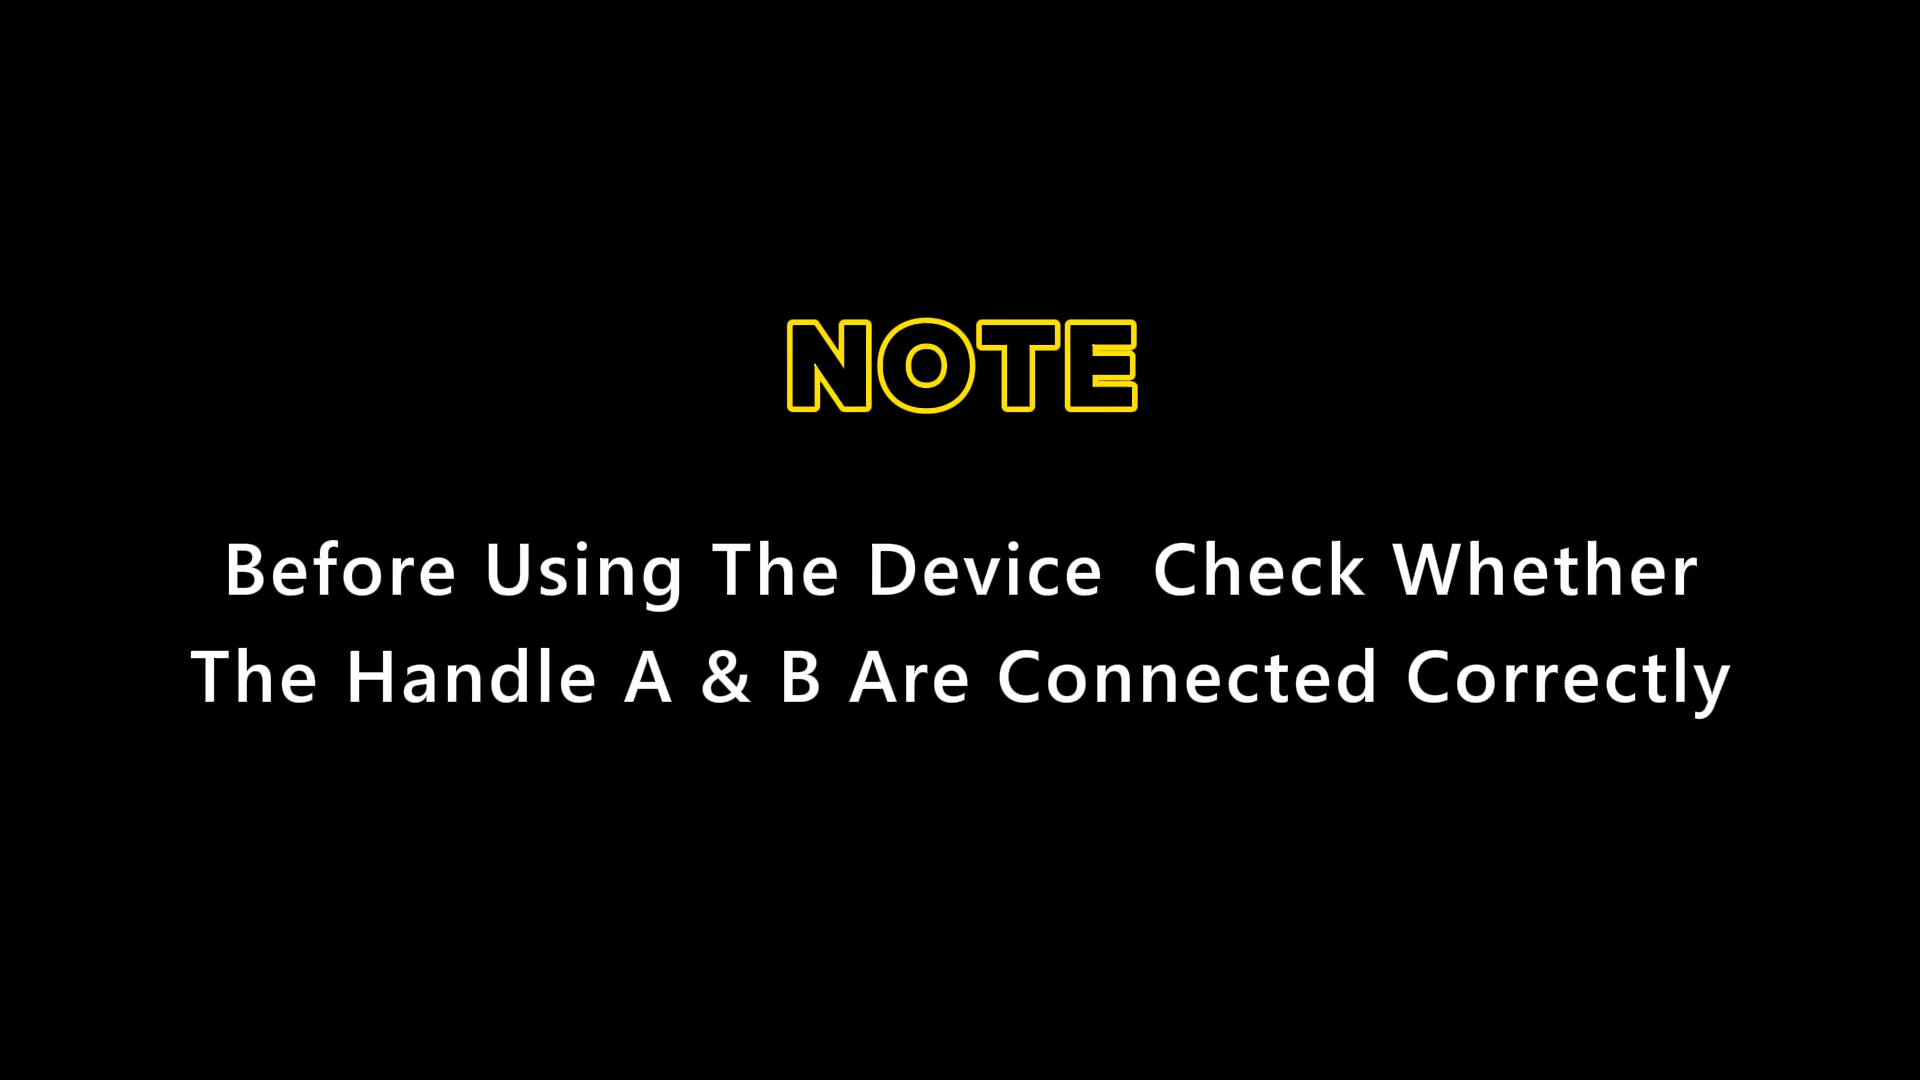 NOTE
Before Using The Device  Check Whether
The Handle A & B Are Connected Correctly